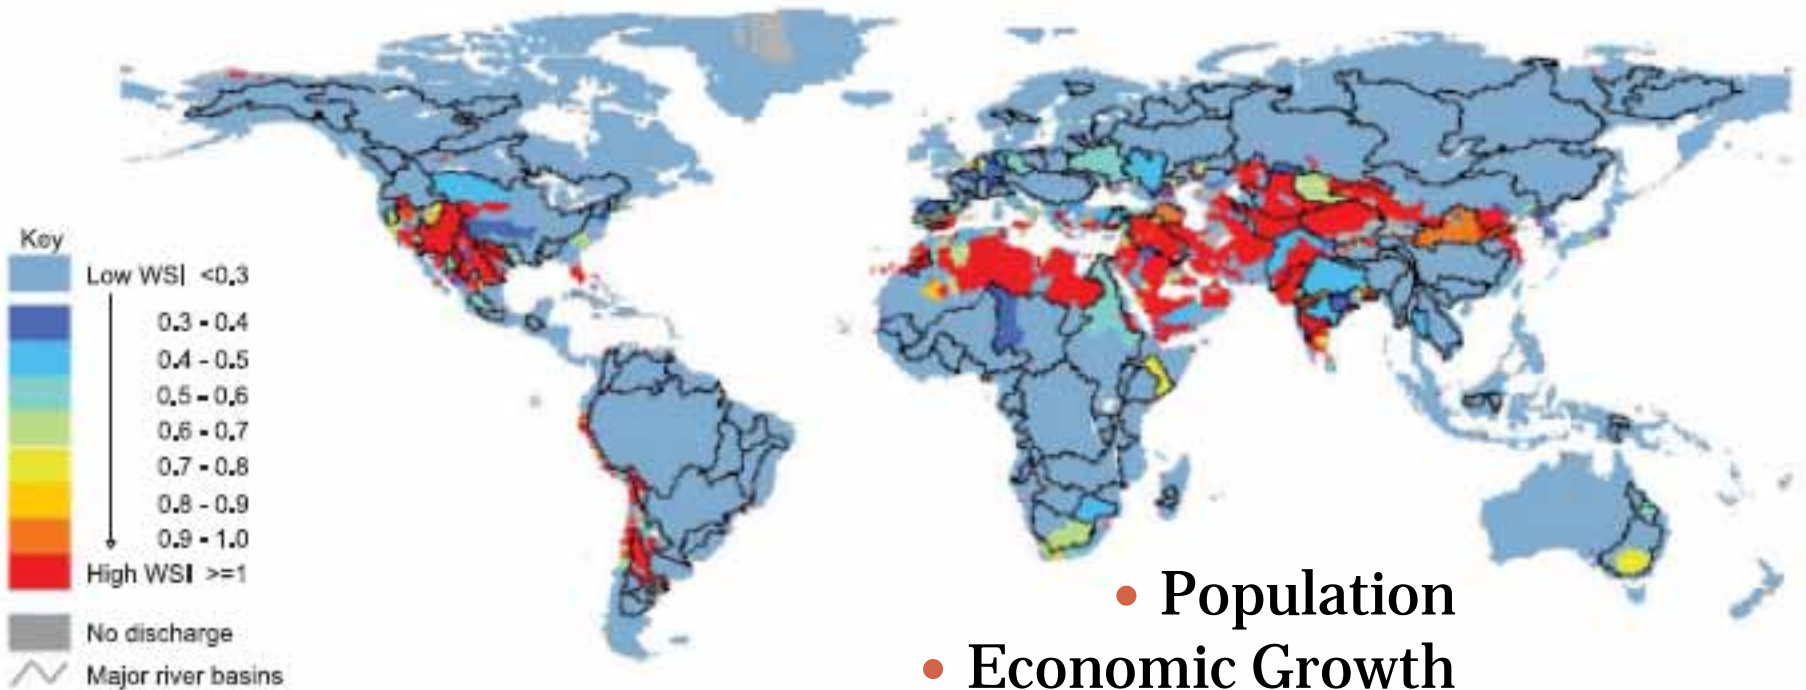 Key
Low WSI <0.3
0.3 - 0.4
0.4 - 0.5
0.5 - 0.6
0.6 - 0.7
0.7 - 0.8
0.8 - 0.9
0.9 - 1.0
High WSI >=1
No discharge
Major river basins
• Population
• Economic Growth